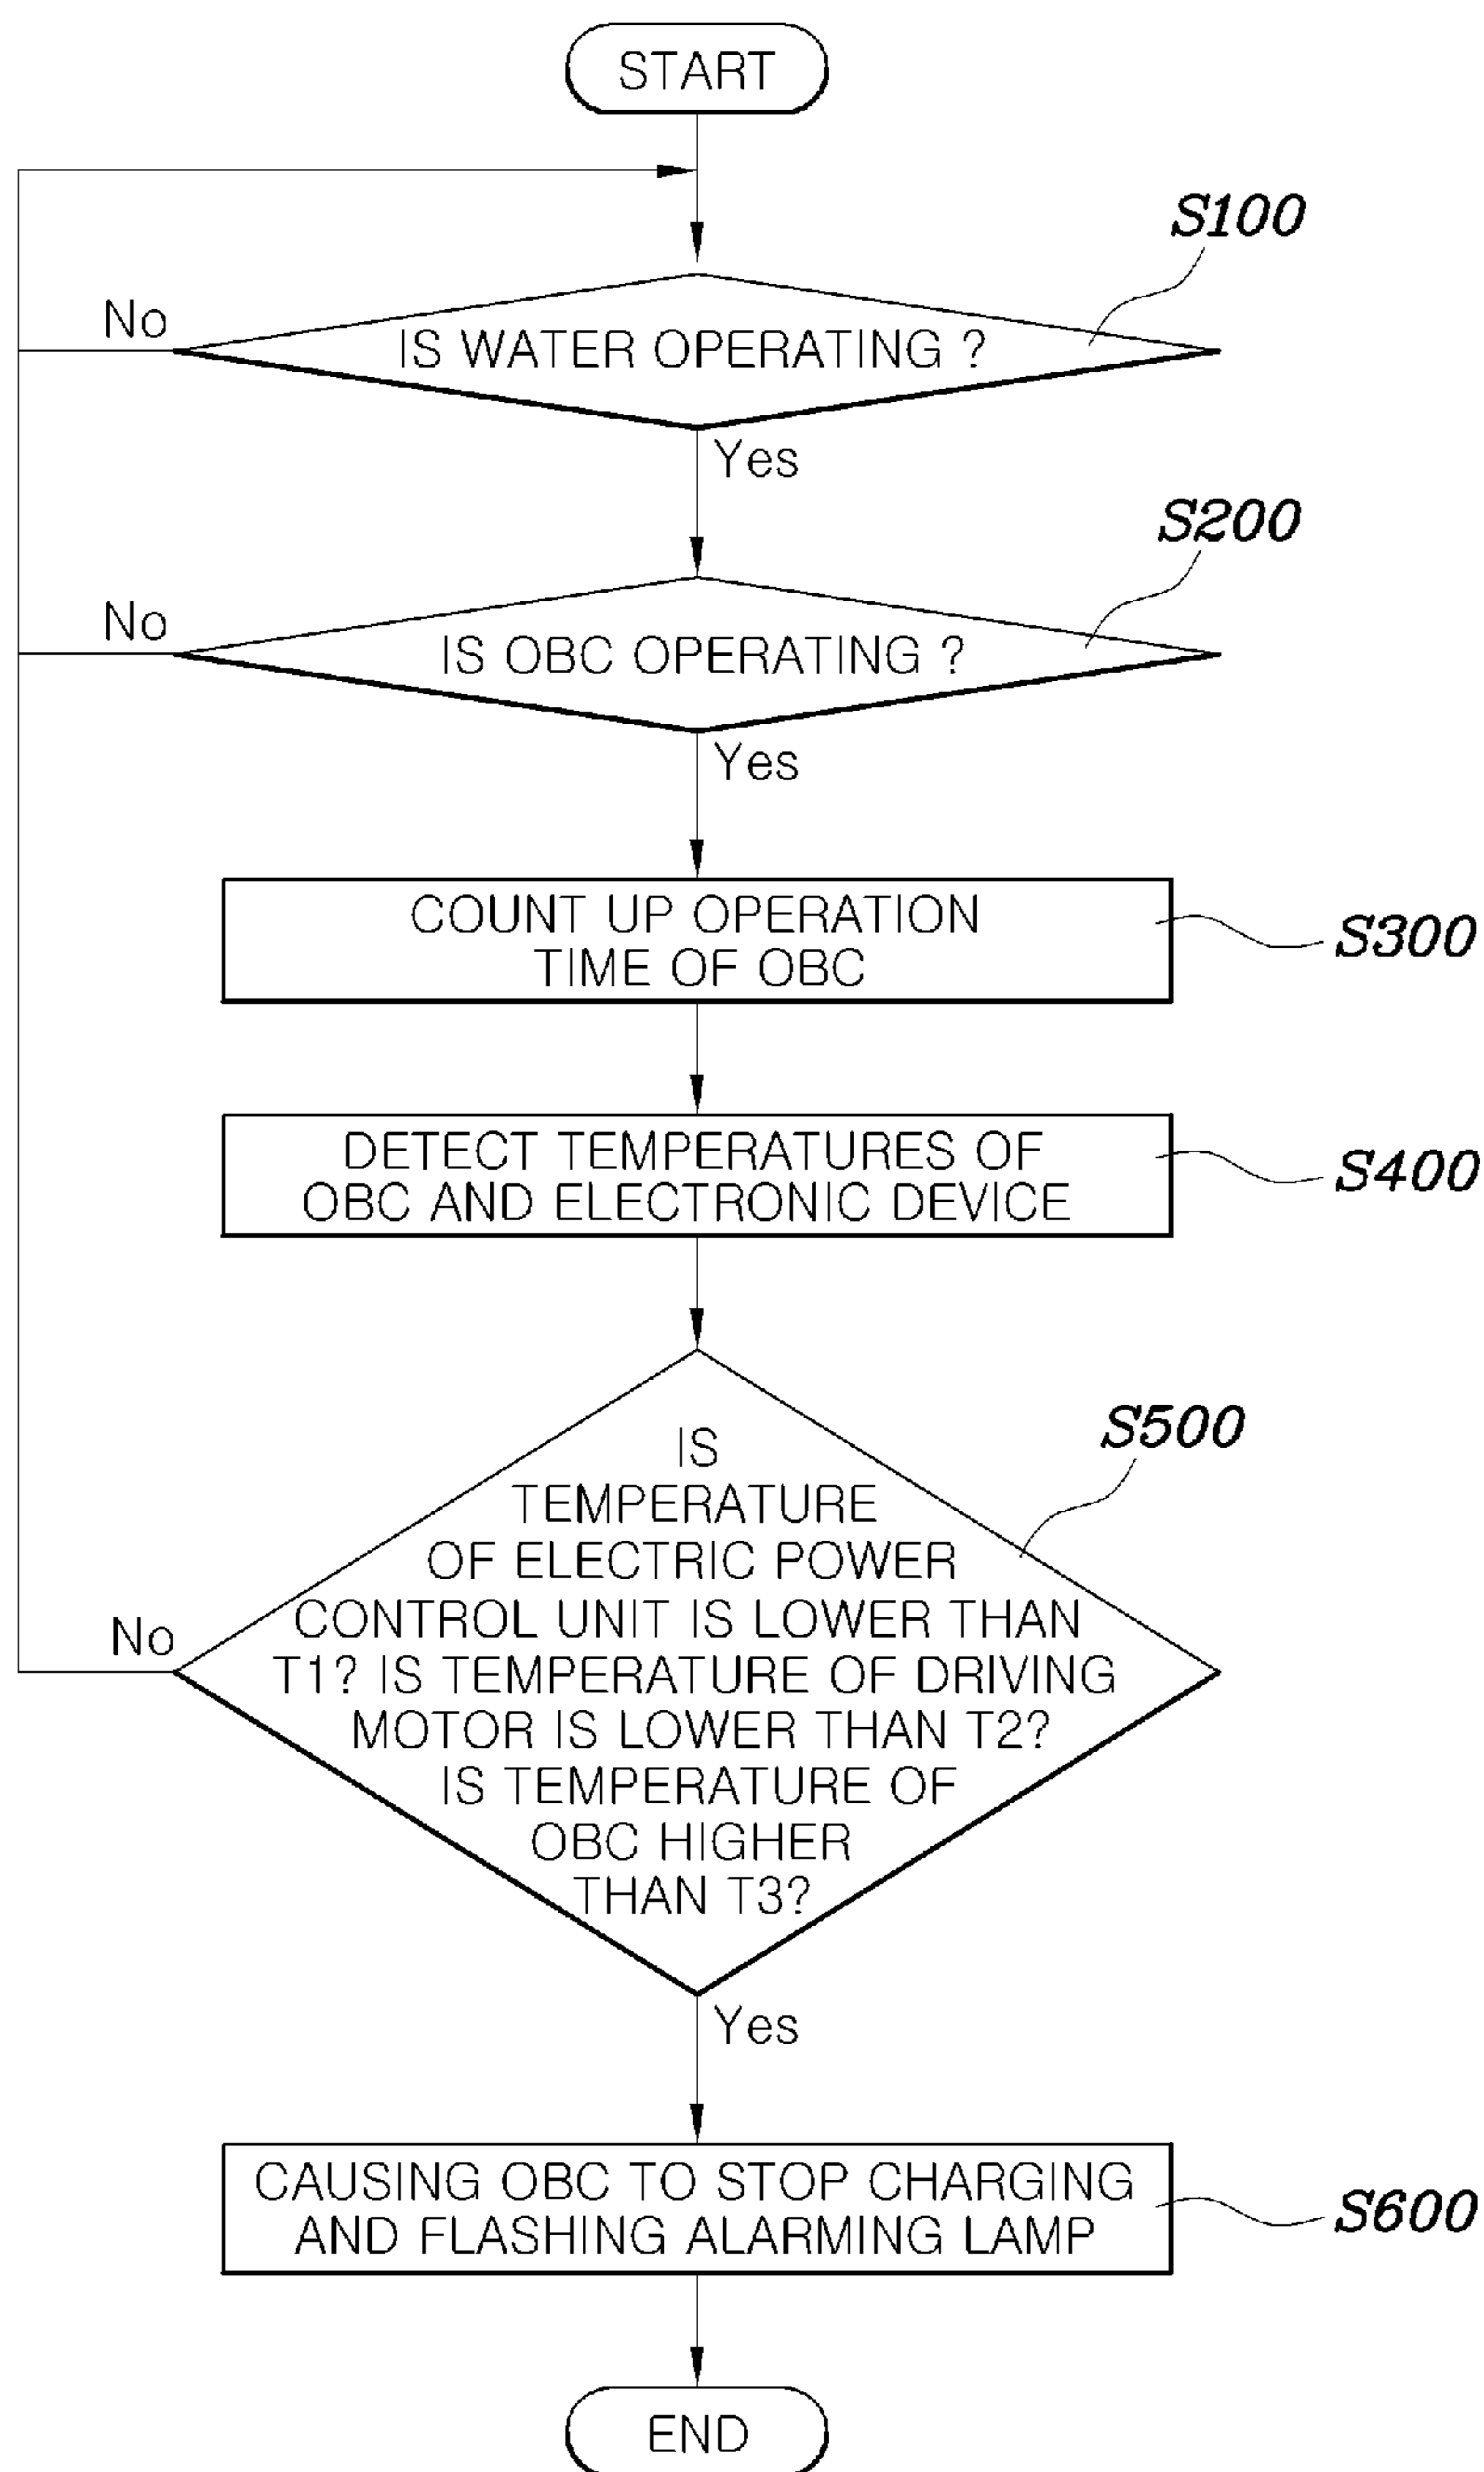 START
S100
No
IS WATER OPERATING ?
Yes
S200
No
IS OBC OPERATING ?
Yes
COUNT UP OPERATION
TIME OF OBC
S300
DETECT TEMPERATURES OF
OBC AND ELECTRONIC DEVICE
S400
S500
IS
TEMPERATURE
OF ELECTRIC POWER
CONTROL UNIT IS LOWER THAN
No
T1? IS TEMPERATURE OF DRIVING
MOTOR IS LOWER THAN T2?
IS TEMPERATURE OF
OBC HIGHER
THAN T3?
Yes
CAUSING OBC TO STOP CHARGING
AND FLASHING ALARMING LAMP
S600
END